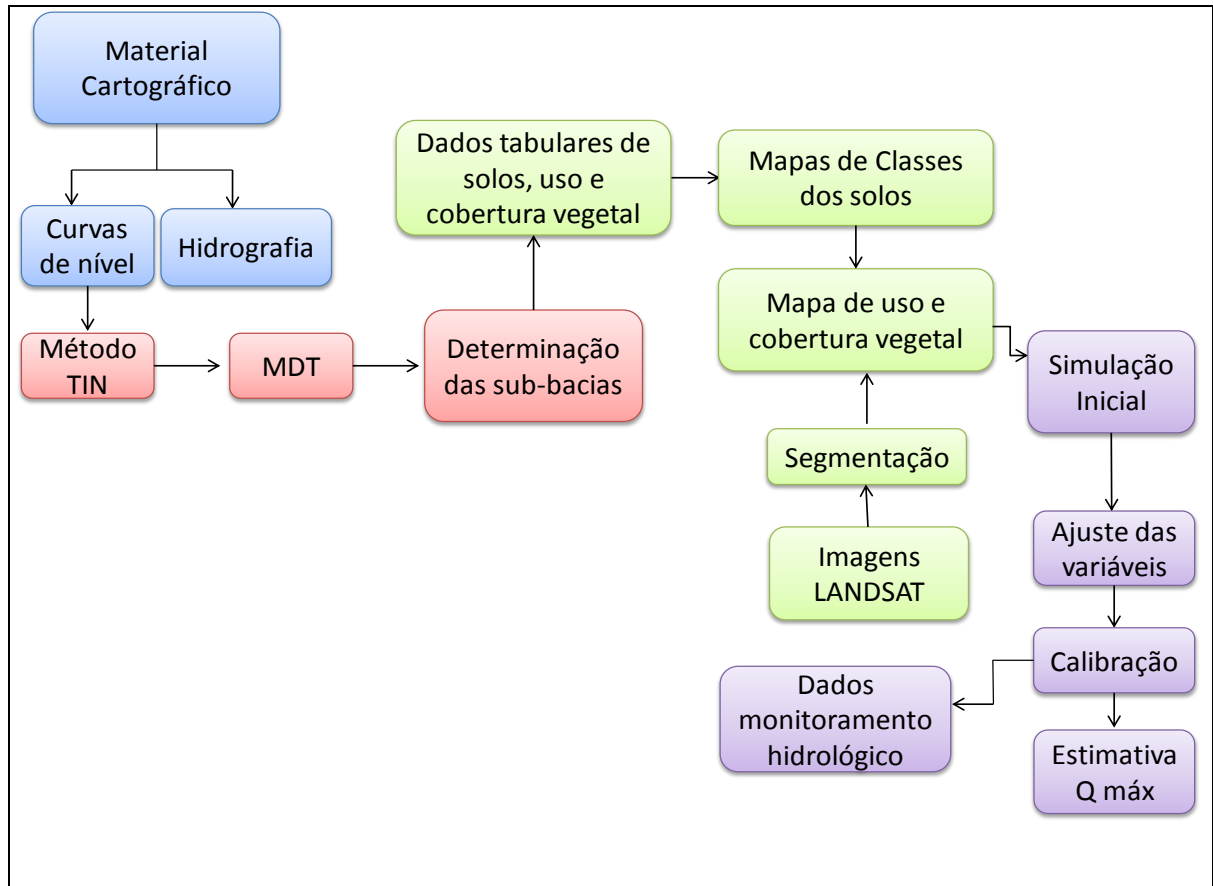 Material
Cartográfico
Curvas
de nível
Hidrografia
Método
TIN
MDT
Determinação
das sub-bacias
Dados tabulares de
solos, uso e
cobertura vegetal
Mapas de Classes
dos solos
Mapa de uso e
cobertura vegetal
Segmentação
Imagens
LANDSAT
Simulação
Inicial
Ajuste das
variáveis
Calibração
Dados
monitoramento
hidrológico
Estimativa
Q máx